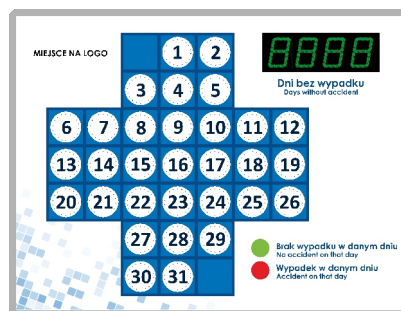 MIEJSCE NA LOGO
1 2
8888
Dni bez wypadku
Days without accident
3 4 5
6 7 8 9 10 11 12
13 14 15 16 17 18 19
20 21 22 23 24 25 26
27 28 29
30 31
Brak wypadku w danym dniu
No accident on that day
Wypadek w danym dniu
Accident on that day